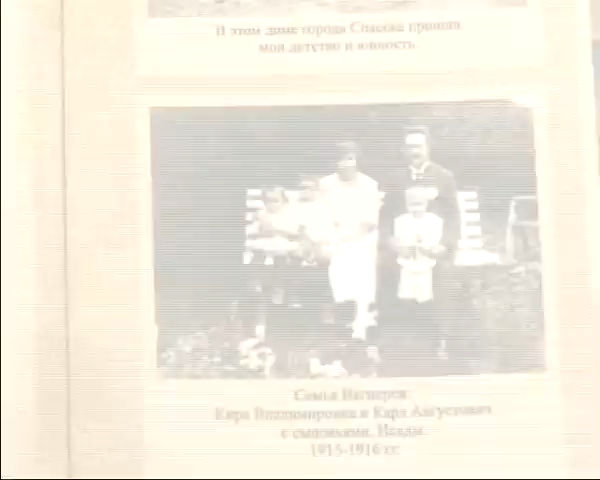 В этом доме города Спасска прошли
мои детство и юность.
Семья Вагнеров
Кира Владимировна и Карл Августович
с сыновьями.
1915-1916 гг.